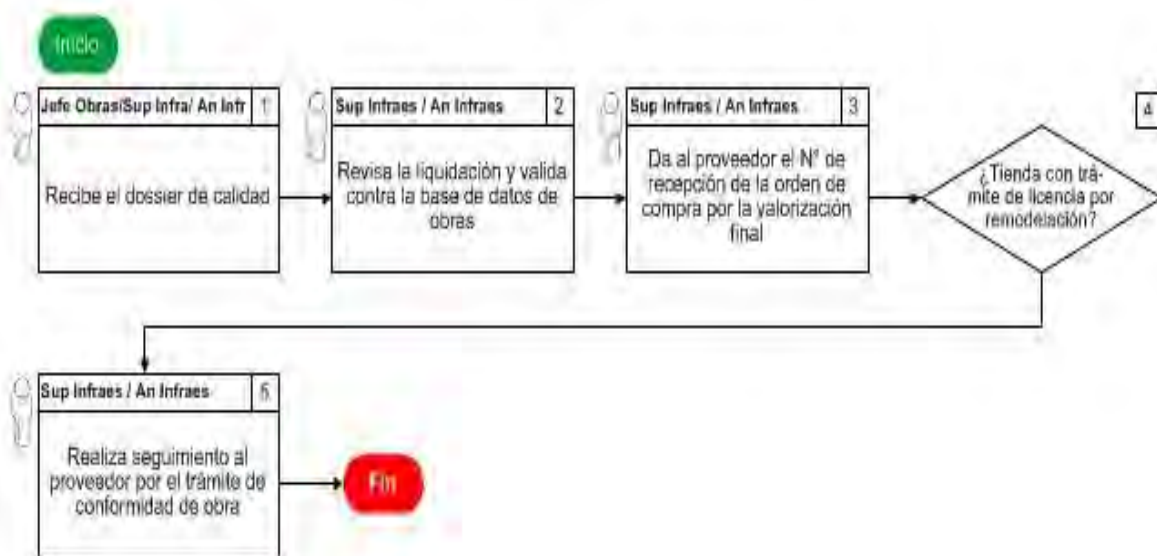 Inicio
Jefe Obras/Sup Infra/ An Infr 1
Recibe el dossier de calidad
Sup Infraes / An Infraes 2
Revisa la liquidación y valida
contra la base de datos de
obras
Sup Infraes / An Infraes 3
Da al proveedor el N° de
recepción de la orden de
compra por la valorización
final
4
¿Tienda con trá-
mite de licencia por
remodelación?
Sup Infraes / An Infraes 5
Realiza seguimiento al
proveedor por el trámite de
conformidad de obra
Fin